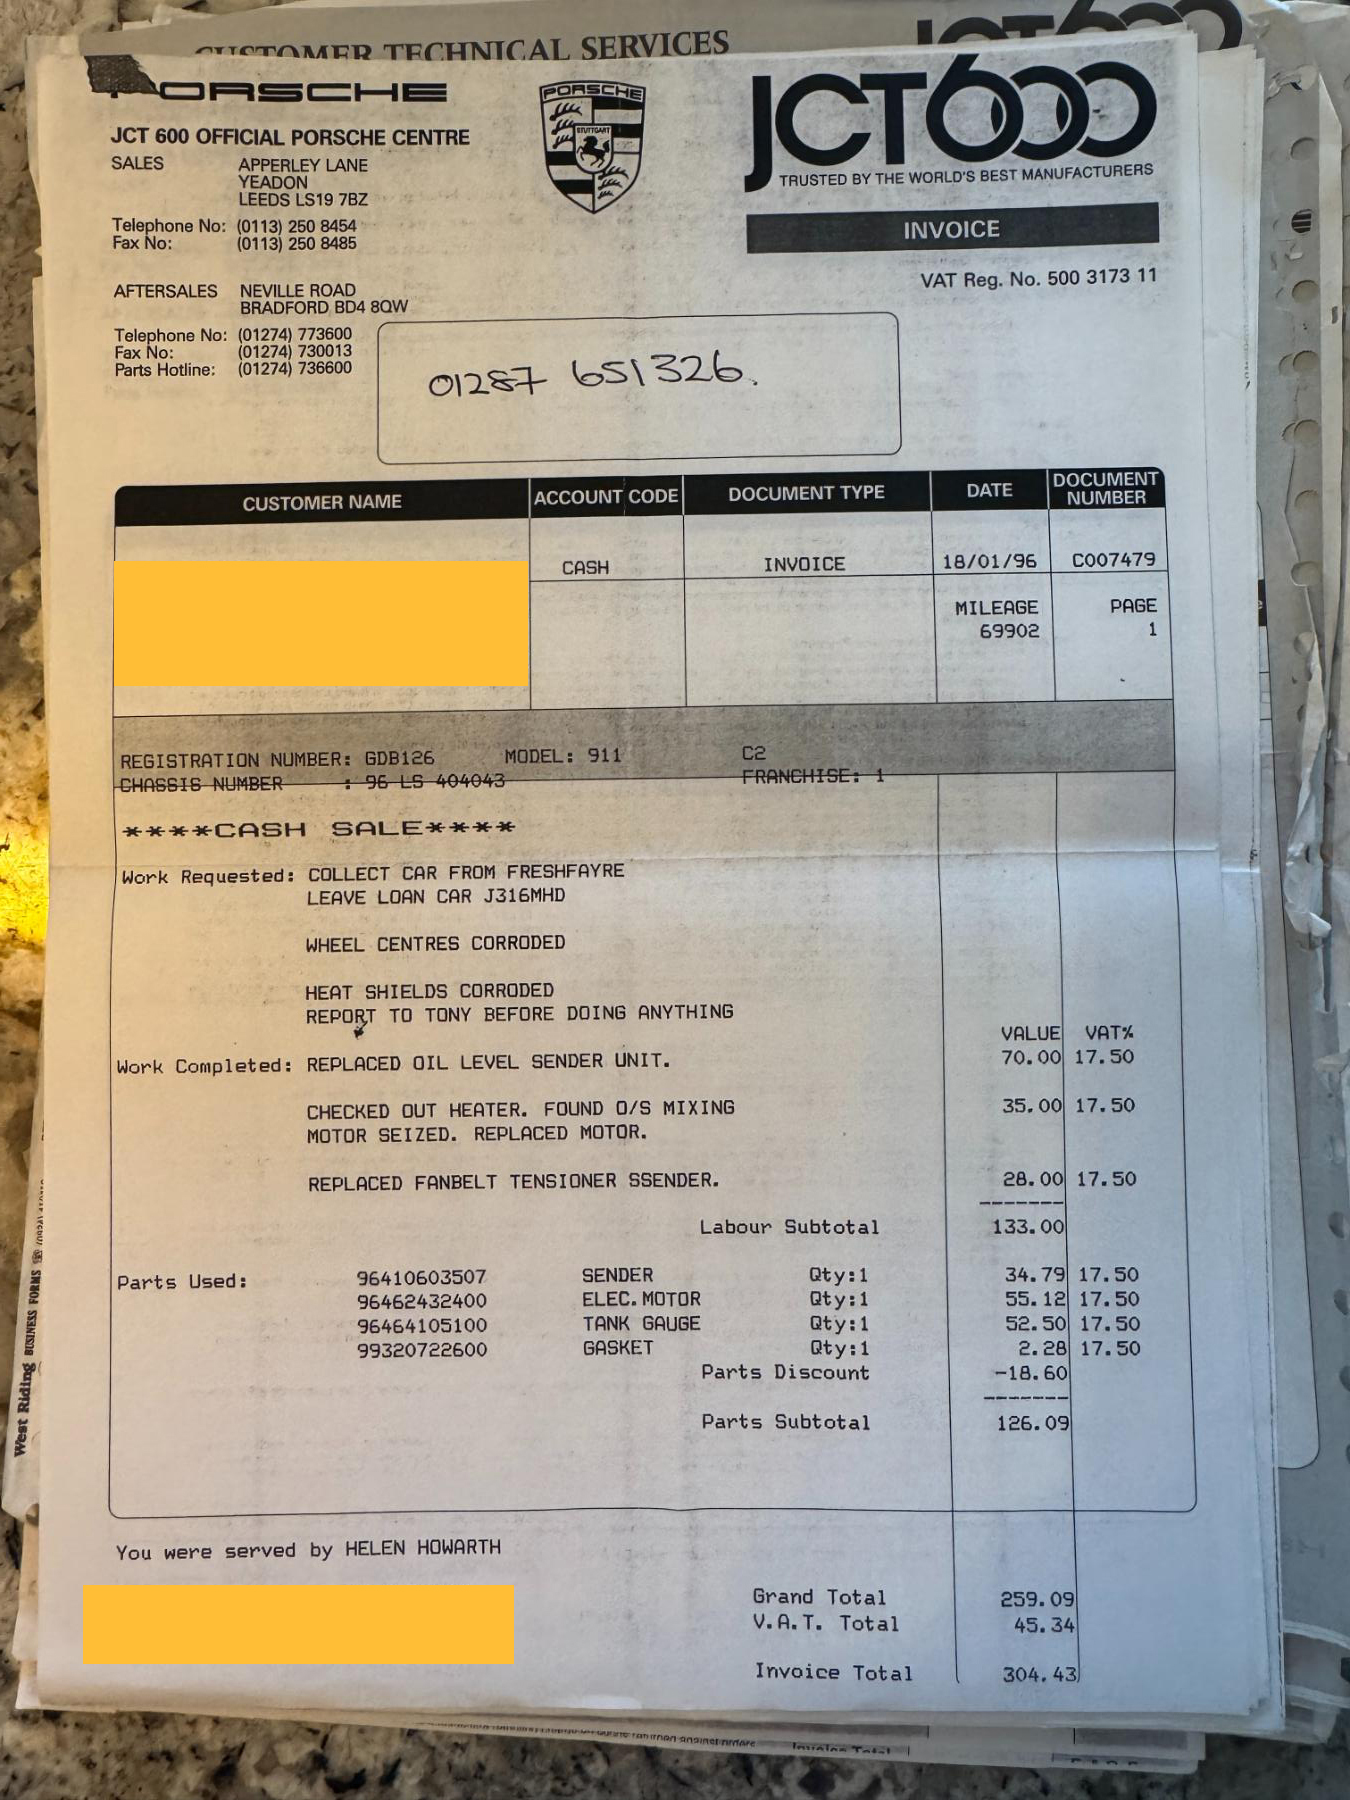 CUSTOMER TECHNICAL SERVICES
PORSCHE
JCT 600 OFFICIAL PORSCHE CENTRE
SALES APPERLEY LANE
YEADON
LEEDS LS19 7BZ
Telephone No: (0113) 250 8454
Fax No: (0113) 250 8485
AFTERSALES NEVILLE ROAD
BRADFORD BD4 8QW
Telephone No: (01274) 773600
Fax No: (01274) 730013
Parts Hotline: (01274) 736600
PORSCHE
STUTTGART
JCT600
TRUSTED BY THE WORLD'S BEST MANUFACTURERS
INVOICE
VAT Reg. No. 500 3173 11
01287 651326.
CUSTOMER NAME ACCOUNT CODE DOCUMENT TYPE DATE DOCUMENT NUMBER
CASH INVOICE 18/01/96 C007479
MILEAGE PAGE
69902 1
REGISTRATION NUMBER: GDB126 MODEL: 911 C2
CHASSIS NUMBER : 96 LS 404043 FRANCHISE: 1
****CASH SALE****
Work Requested: COLLECT CAR FROM FRESHFAYRE
LEAVE LOAN CAR J316MHD
WHEEL CENTRES CORRODED
HEAT SHIELDS CORRODED
REPORT TO TONY BEFORE DOING ANYTHING
VALUE VAT%
Work Completed: REPLACED OIL LEVEL SENDER UNIT. 70.00 17.50
CHECKED OUT HEATER. FOUND O/S MIXING 35.00 17.50
MOTOR SEIZED. REPLACED MOTOR.
REPLACED FANBELT TENSIONER SSENDER. 28.00 17.50
-------
Labour Subtotal 133.00
Parts Used: 96410603507 SENDER Qty:1 34.79 17.50
96462432400 ELEC.MOTOR Qty:1 55.12 17.50
96464105100 TANK GAUGE Qty:1 52.50 17.50
99320722600 GASKET Qty:1 2.28 17.50
Parts Discount -18.60
-------
Parts Subtotal 126.09
You were served by HELEN HOWARTH
Grand Total 259.09
V.A.T. Total 45.34
Invoice Total 304.43
West Riding BUSINESS FORMS
Invoice Total